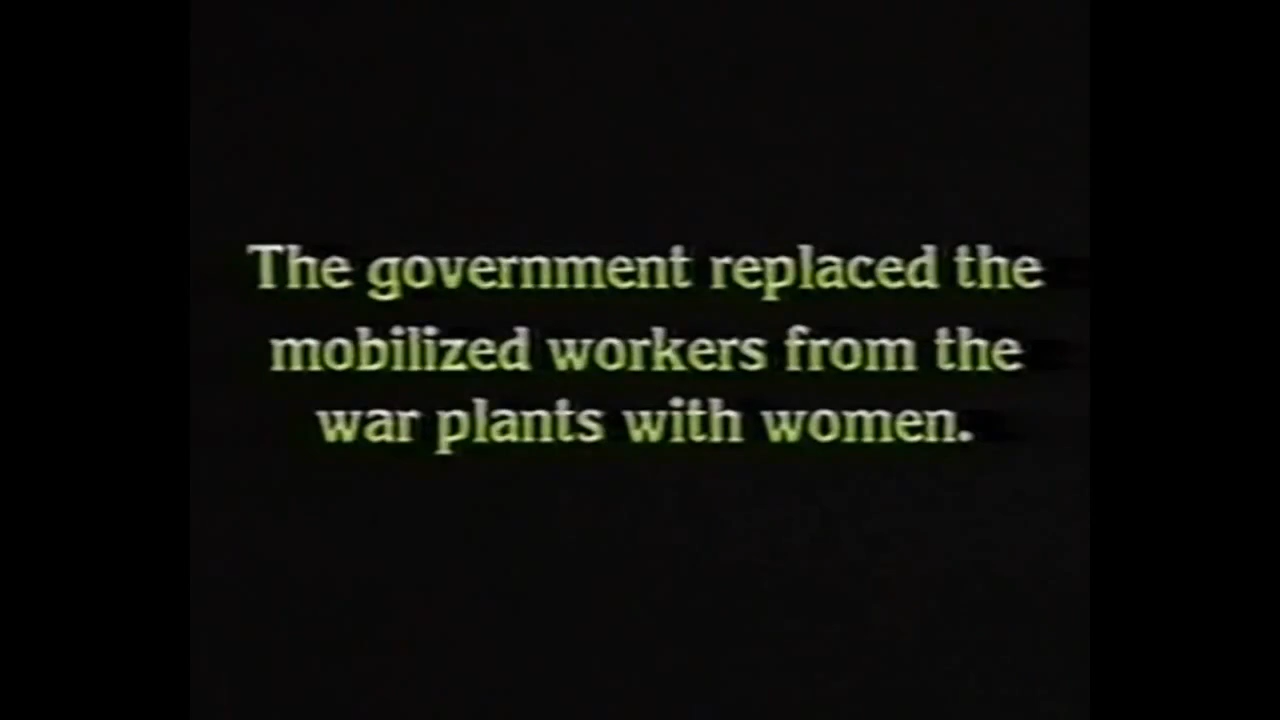 The government replaced the
mobilized workers from the
war plants with women.